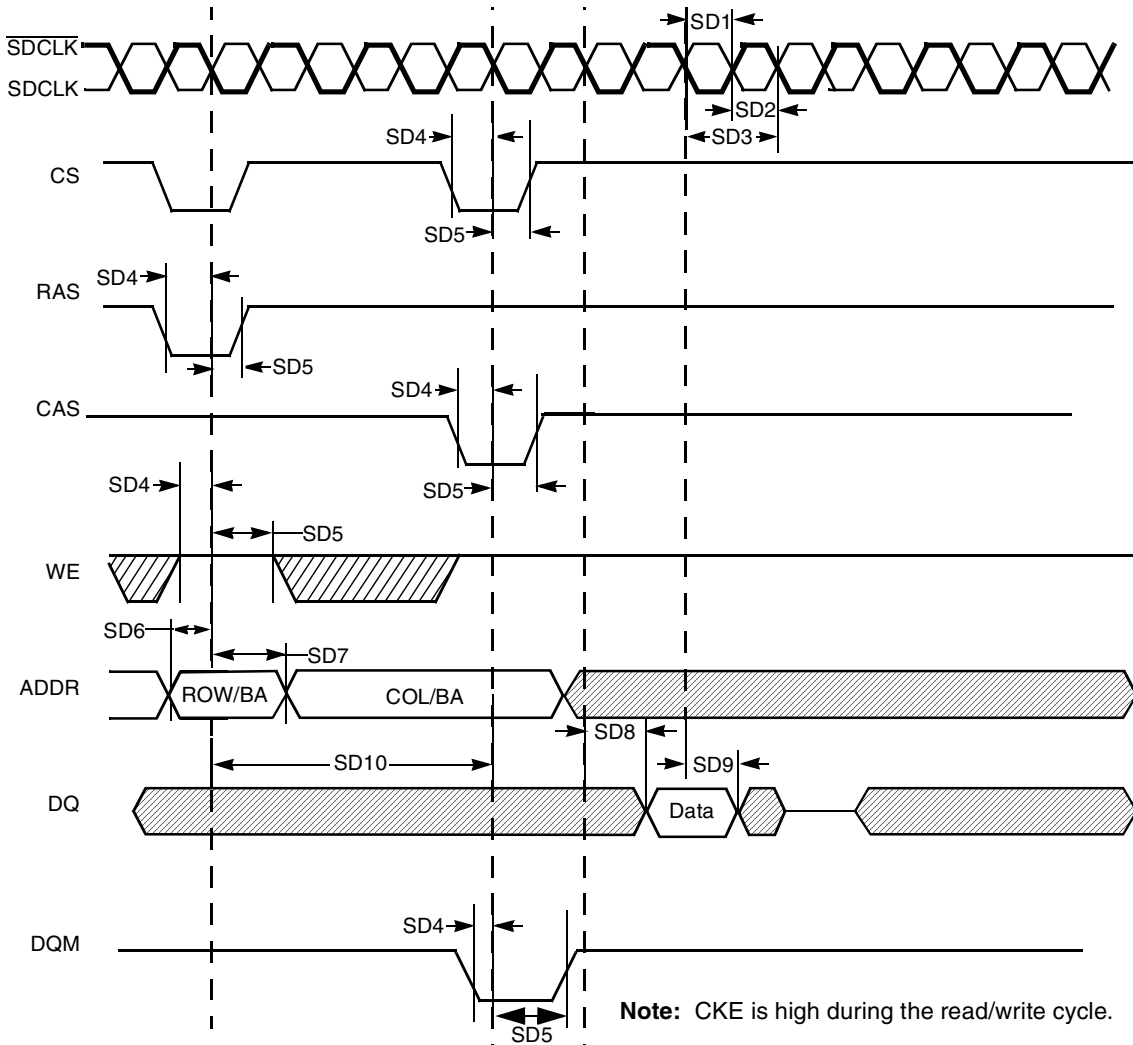 SD1
SDCLK
SDCLK
SD2
SD4
SD3
CS
SD5
SD4
RAS
SD5
SD4
CAS
SD4
SD5
SD5
WE
SD6
SD7
ADDR
ROW/BA
COL/BA
SD8
SD10
SD9
DQ
Data
SD4
DQM
Note: CKE is high during the read/write cycle.
SD5